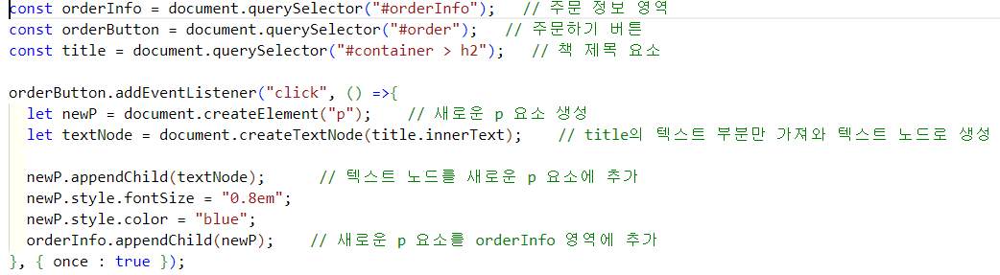 const orderInfo = document.querySelector("#orderInfo");   // 주문 정보 영역
const orderButton = document.querySelector("#order");   // 주문하기 버튼
const title = document.querySelector("#container > h2");   // 책 제목 요소
orderButton.addEventListener("click", () =>{
  let newP = document.createElement("p");    // 새로운 p 요소 생성
  let textNode = document.createTextNode(title.innerText);    // title의 텍스트 부분만 가져와 텍스트 노드로 생성
  newP.appendChild(textNode);      // 텍스트 노드를 새로운 p 요소에 추가
  newP.style.fontSize = "0.8em";
  newP.style.color = "blue";
  orderInfo.appendChild(newP);    // 새로운 p 요소를 orderInfo 영역에 추가
}, { once : true });